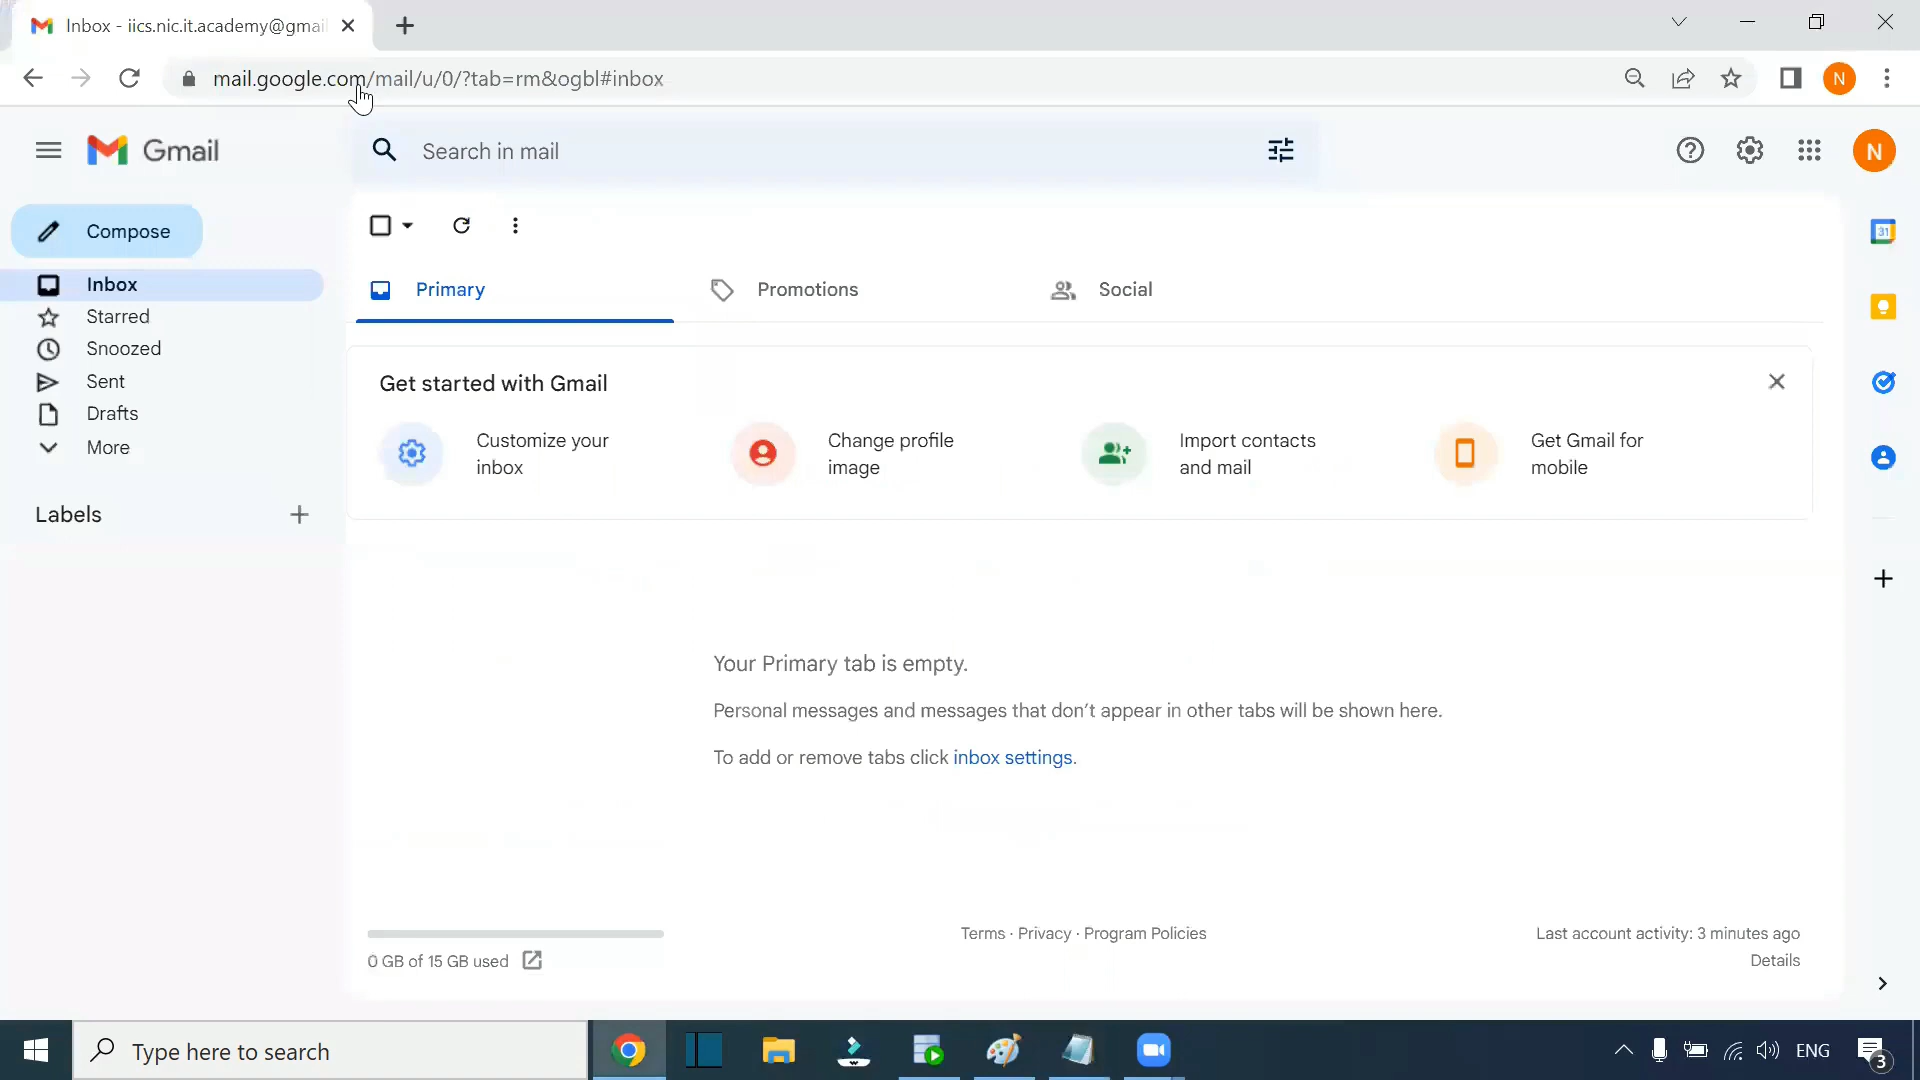 Inbox - iics.nic.it.academy@gmai
mail.google.com/mail/u/0/?tab=rm&ogbl#inbox
N
Gmail
Search in mail
N
Compose
Inbox
Starred
Snoozed
Sent
Drafts
More
Labels
Primary
Promotions
Social
31
Get started with Gmail
Customize your
inbox
Change profile
image
Import contacts
and mail
Get Gmail for
mobile
Your Primary tab is empty.
Personal messages and messages that don’t appear in other tabs will be shown here.
To add or remove tabs click inbox settings.
0 GB of 15 GB used
Terms · Privacy · Program Policies
Last account activity: 3 minutes ago
Details
Type here to search
ENG
3